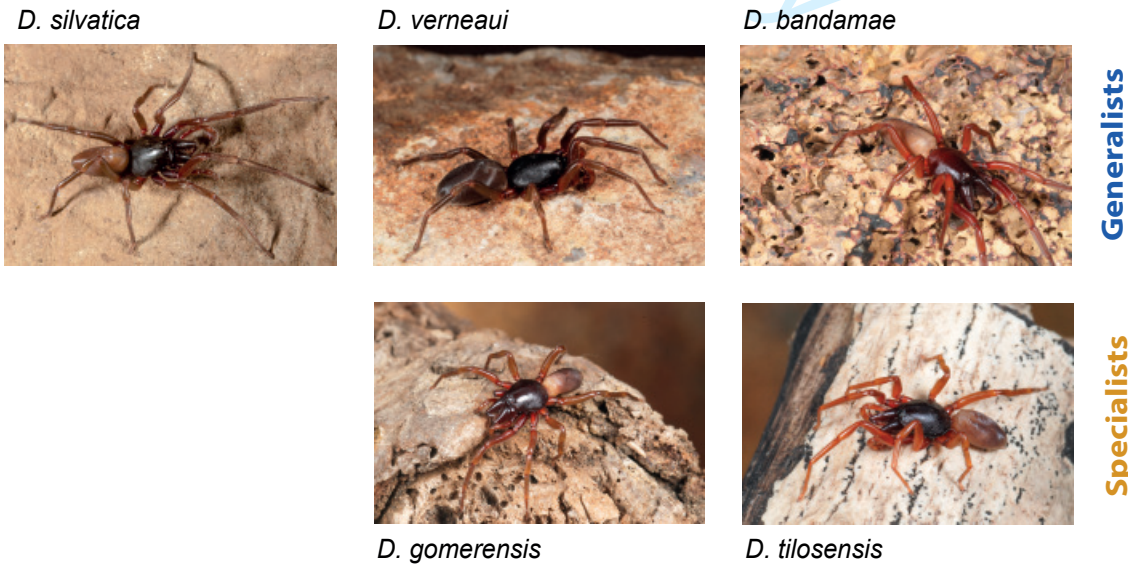 D. silvatica
D. verneaui
D. bandamae
Generalists
Specialists
D. gomerensis
D. tilosensis